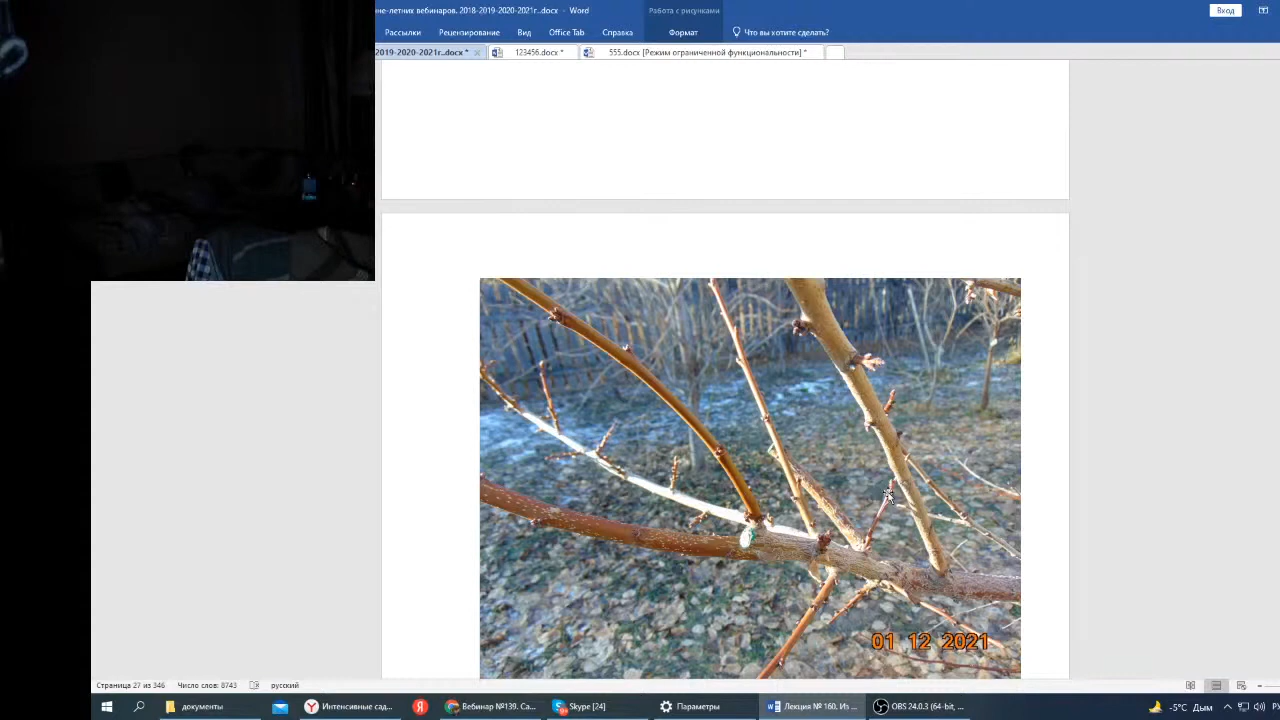 не-летних вебинаров. 2018-2019-2020-2021г..docx - Word
Работа с рисунками
Вход
Рассылки Рецензирование Вид Office Tab Справка Формат Что вы хотите сделать?
2019-2020-2021г..docx * 123456.docx * 555.docx [Режим ограниченной функциональности] *
01 12 2021
Страница 27 из 346 Число слов: 8743 русский
документы Интенсивные сад... Я Вебинар №139. Са... Skype [24] Параметры Лекция № 160. Из ... OBS 24.0.3 (64-bit, ... -5°C Дым